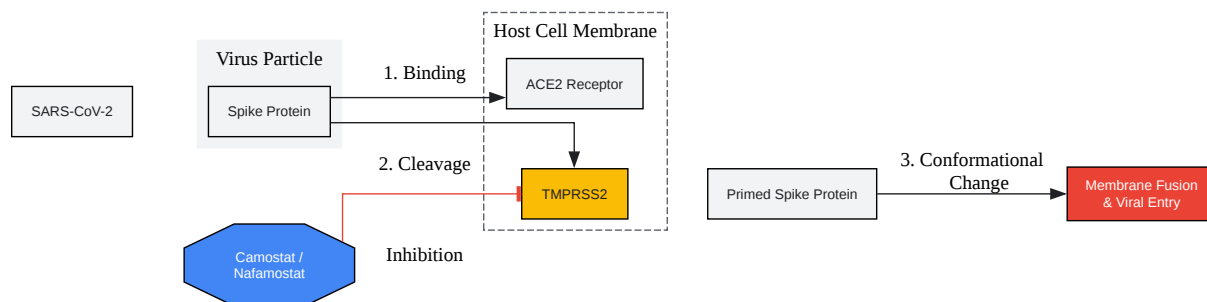 Host Cell Membrane
Virus Particle
1. Binding
ACE2 Receptor
SARS-CoV-2
Spike Protein
2. Cleavage
TMPRSS2
3. Conformational
Change
Primed Spike Protein
Membrane Fusion
& Viral Entry
Camostat /
Nafamostat
Inhibition